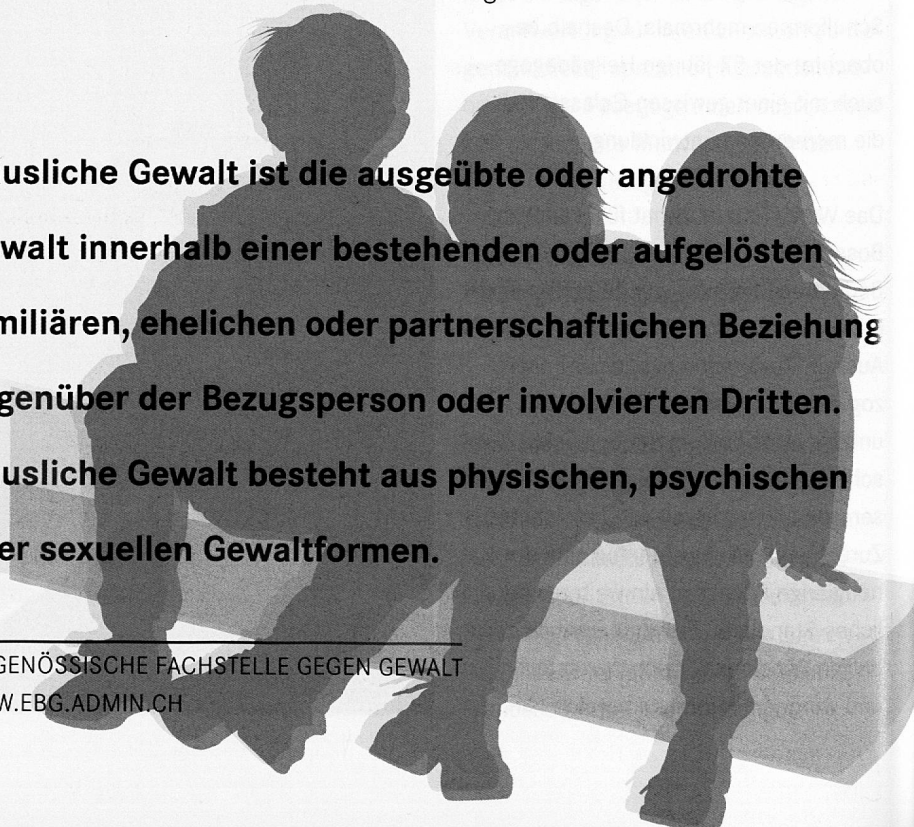 usliche Gewalt ist die ausgeübte oder angedrohte
walt innerhalb einer bestehenden oder aufgelösten
miliären, ehelichen oder partnerschaftlichen Beziehung
genüber der Bezugsperson oder involvierten Dritten.
usliche Gewalt besteht aus physischen, psychischen
er sexuellen Gewaltformen.
GENÖSSISCHE FACHSTELLE GEGEN GEWALT
W.EBG.ADMIN.CH